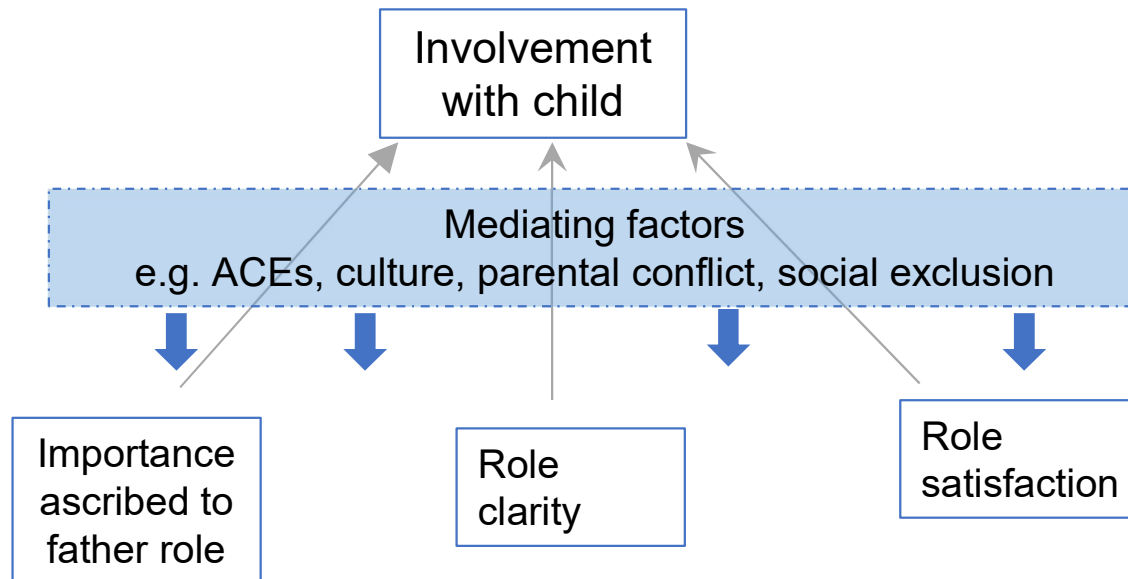 Involvement
with child
Mediating factors
e.g. ACEs, culture, parental conflict, social exclusion
Importance
ascribed to
father role
Role
clarity
Role
satisfaction